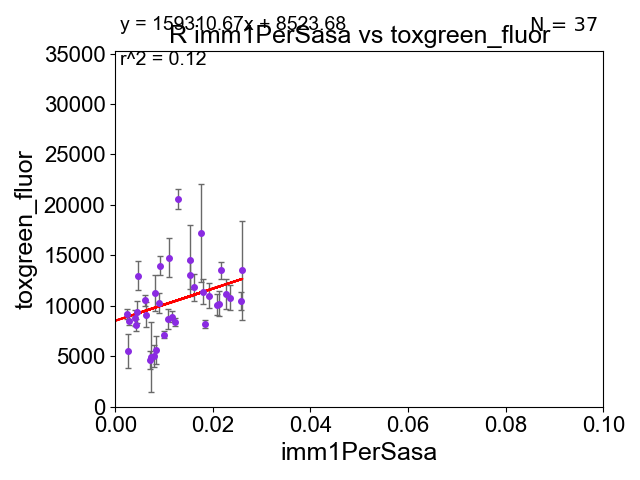 y = 159310.67x + 8523.68
N = 37
R imm1PerSasa vs toxgreen_fluor
r^2 = 0.12
35000
30000
25000
20000
15000
10000
5000
0
toxgreen_fluor
0.00 0.02 0.04 0.06 0.08 0.10
imm1PerSasa